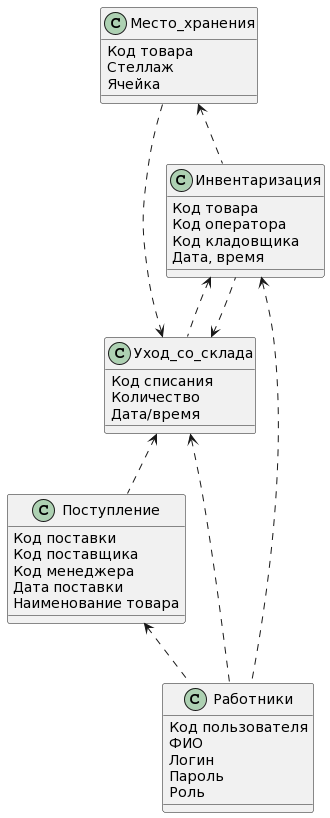 C Место_хранения
Код товара
Стеллаж
Ячейка
C Инвентаризация
Код товара
Код оператора
Код кладовщика
Дата, время
C Уход_со_склада
Код списания
Количество
Дата/время
C Поступление
Код поставки
Код поставщика
Код менеджера
Дата поставки
Наименование товара
C Работники
Код пользователя
ФИО
Логин
Пароль
Роль